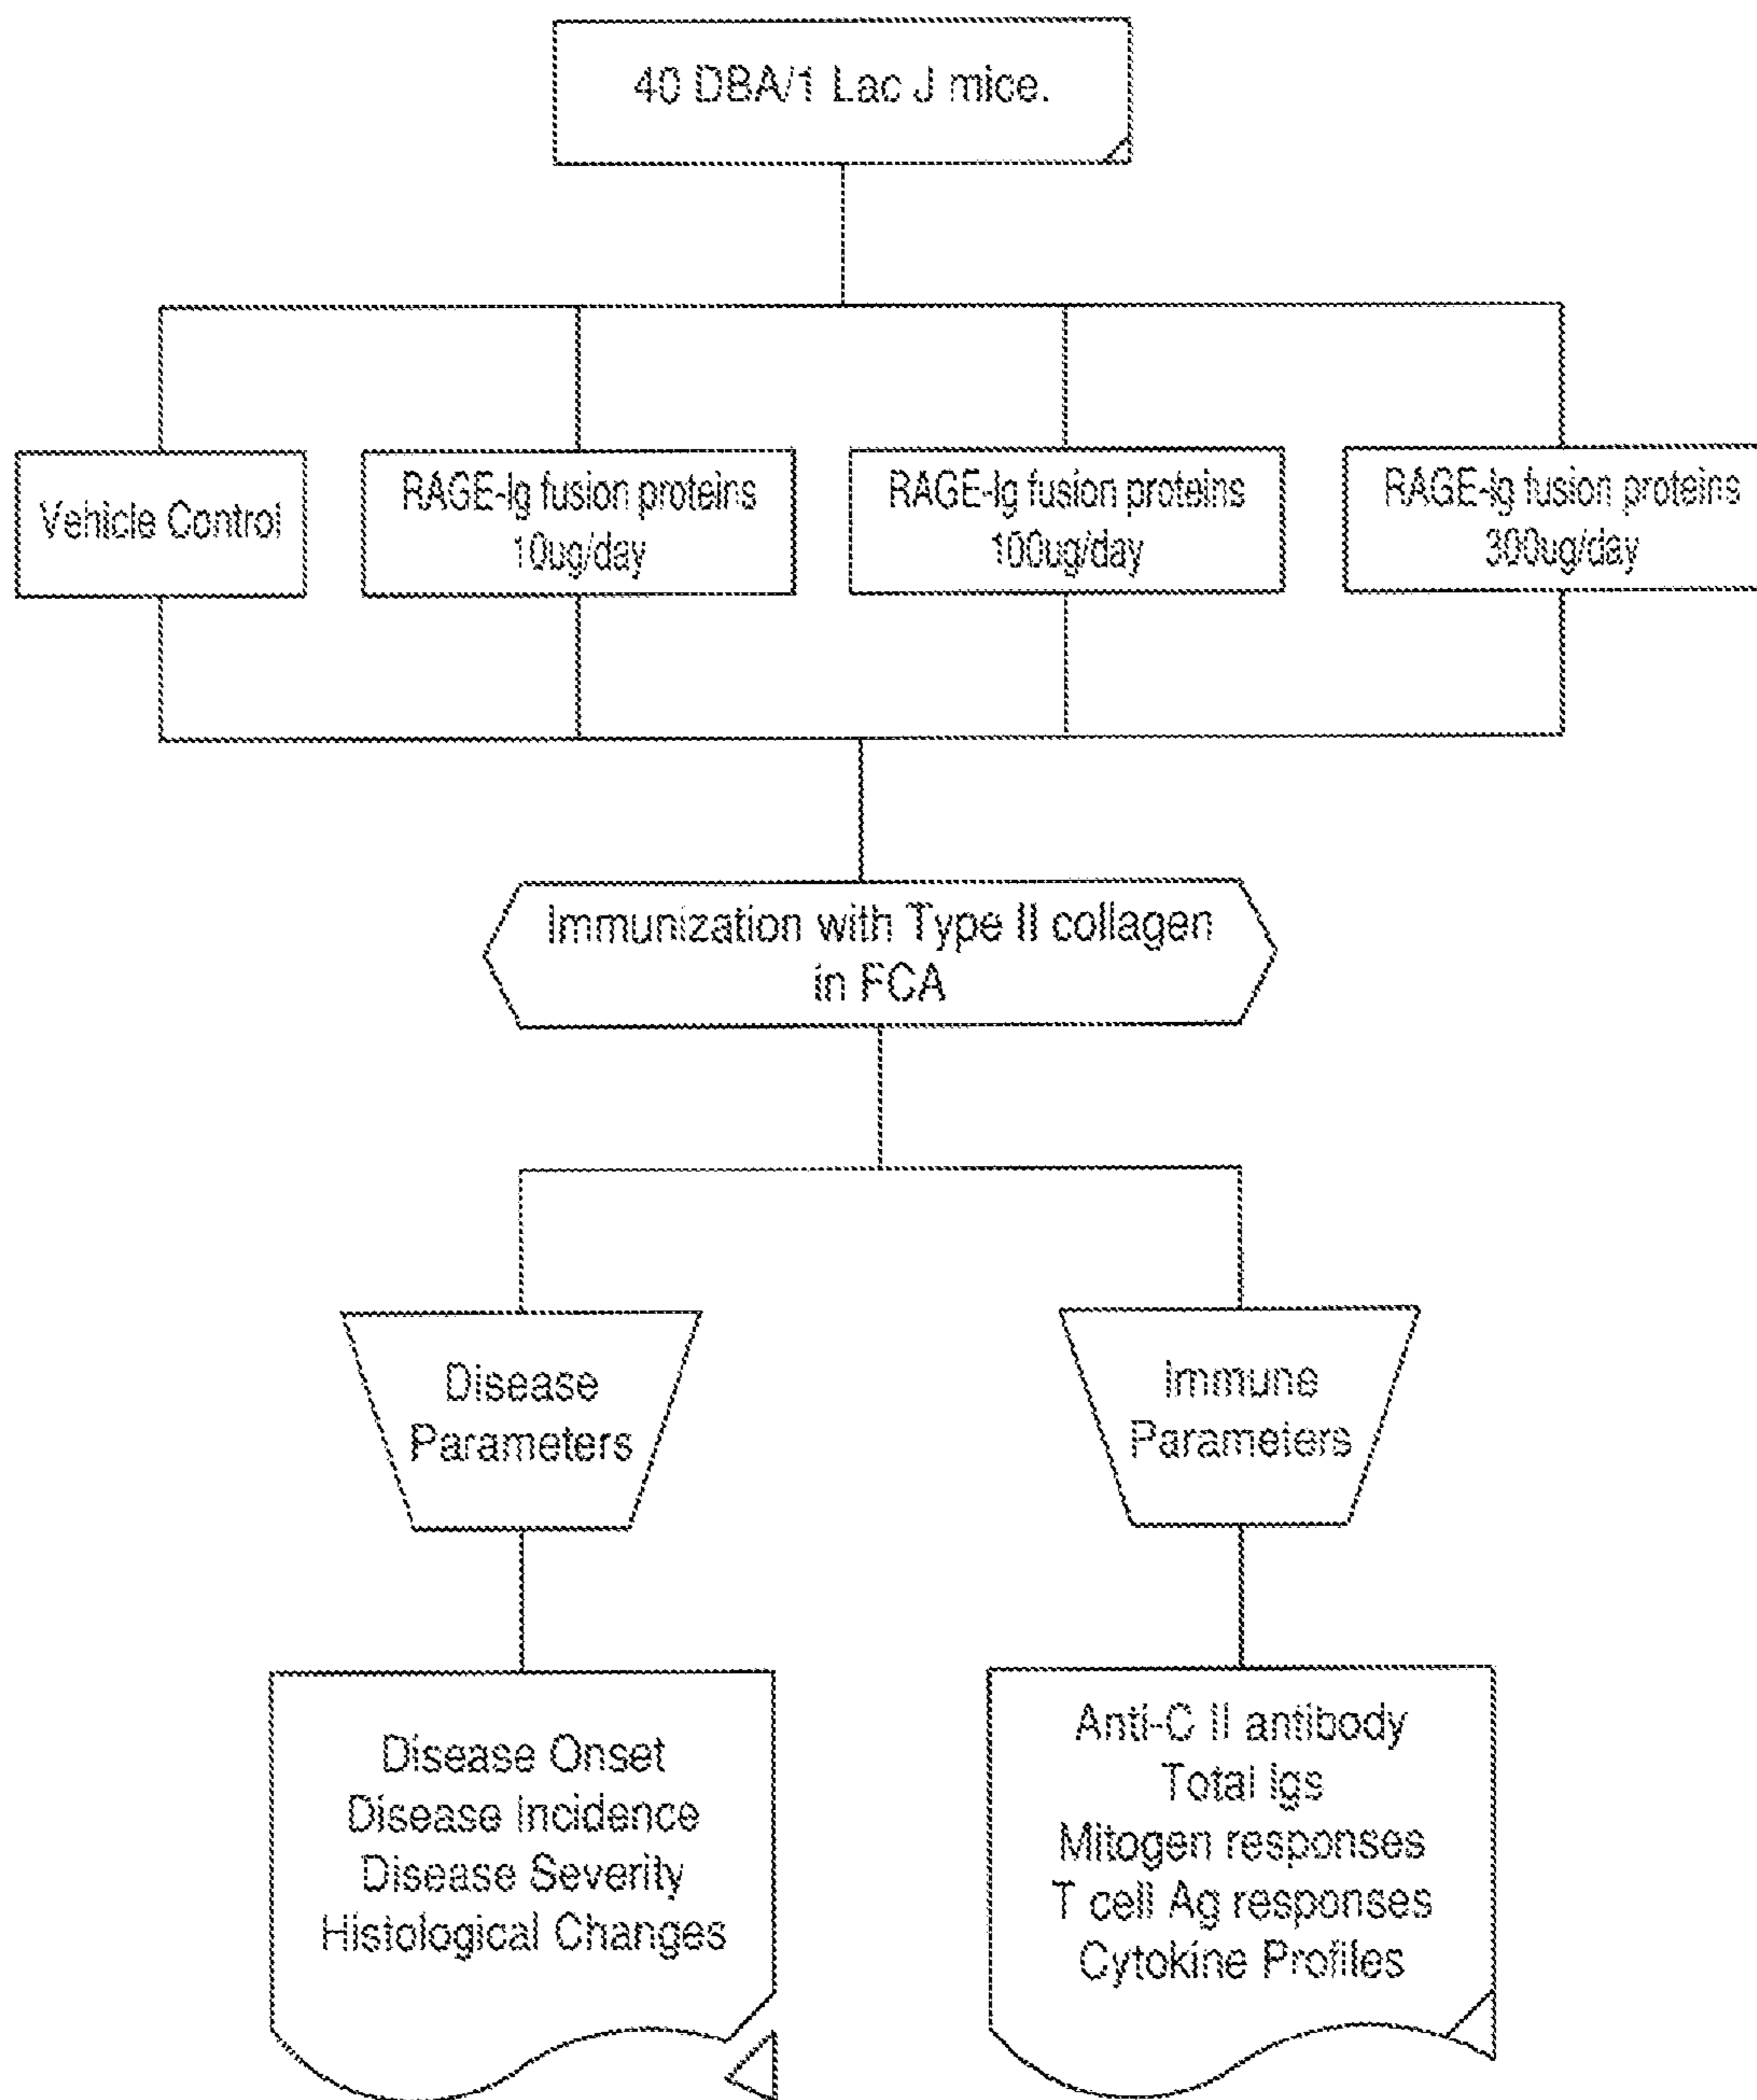 40 DBA/1 Lac J mice.
Vehicle Control
RAGE-Ig fusion proteins
10ug/day
RAGE-Ig fusion proteins
100ug/day
RAGE-Ig fusion proteins
300ug/day
Immunization with Type II collagen
in FCA
Disease
Parameters
Immune
Parameters
Disease Onset
Disease Incidence
Disease Severity
Histological Changes
Anti-C II antibody
Total Igs
Mitogen responses
T cell Ag responses
Cytokine Profiles